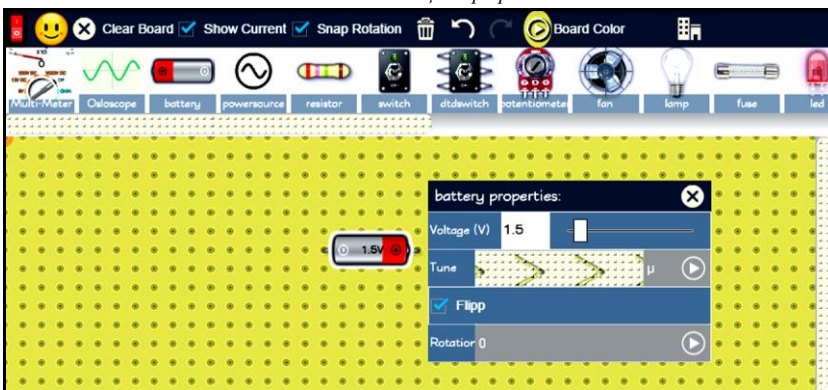 Clear Board Show Current Snap Rotation Board Color
Multi-Meter Osloscope battery powersource resistor switch dtdswitch potentiometer fan lamp fuse led
battery properties:
Voltage (V) 1.5
1.5V
Tune μ
Flipp
Rotation 0